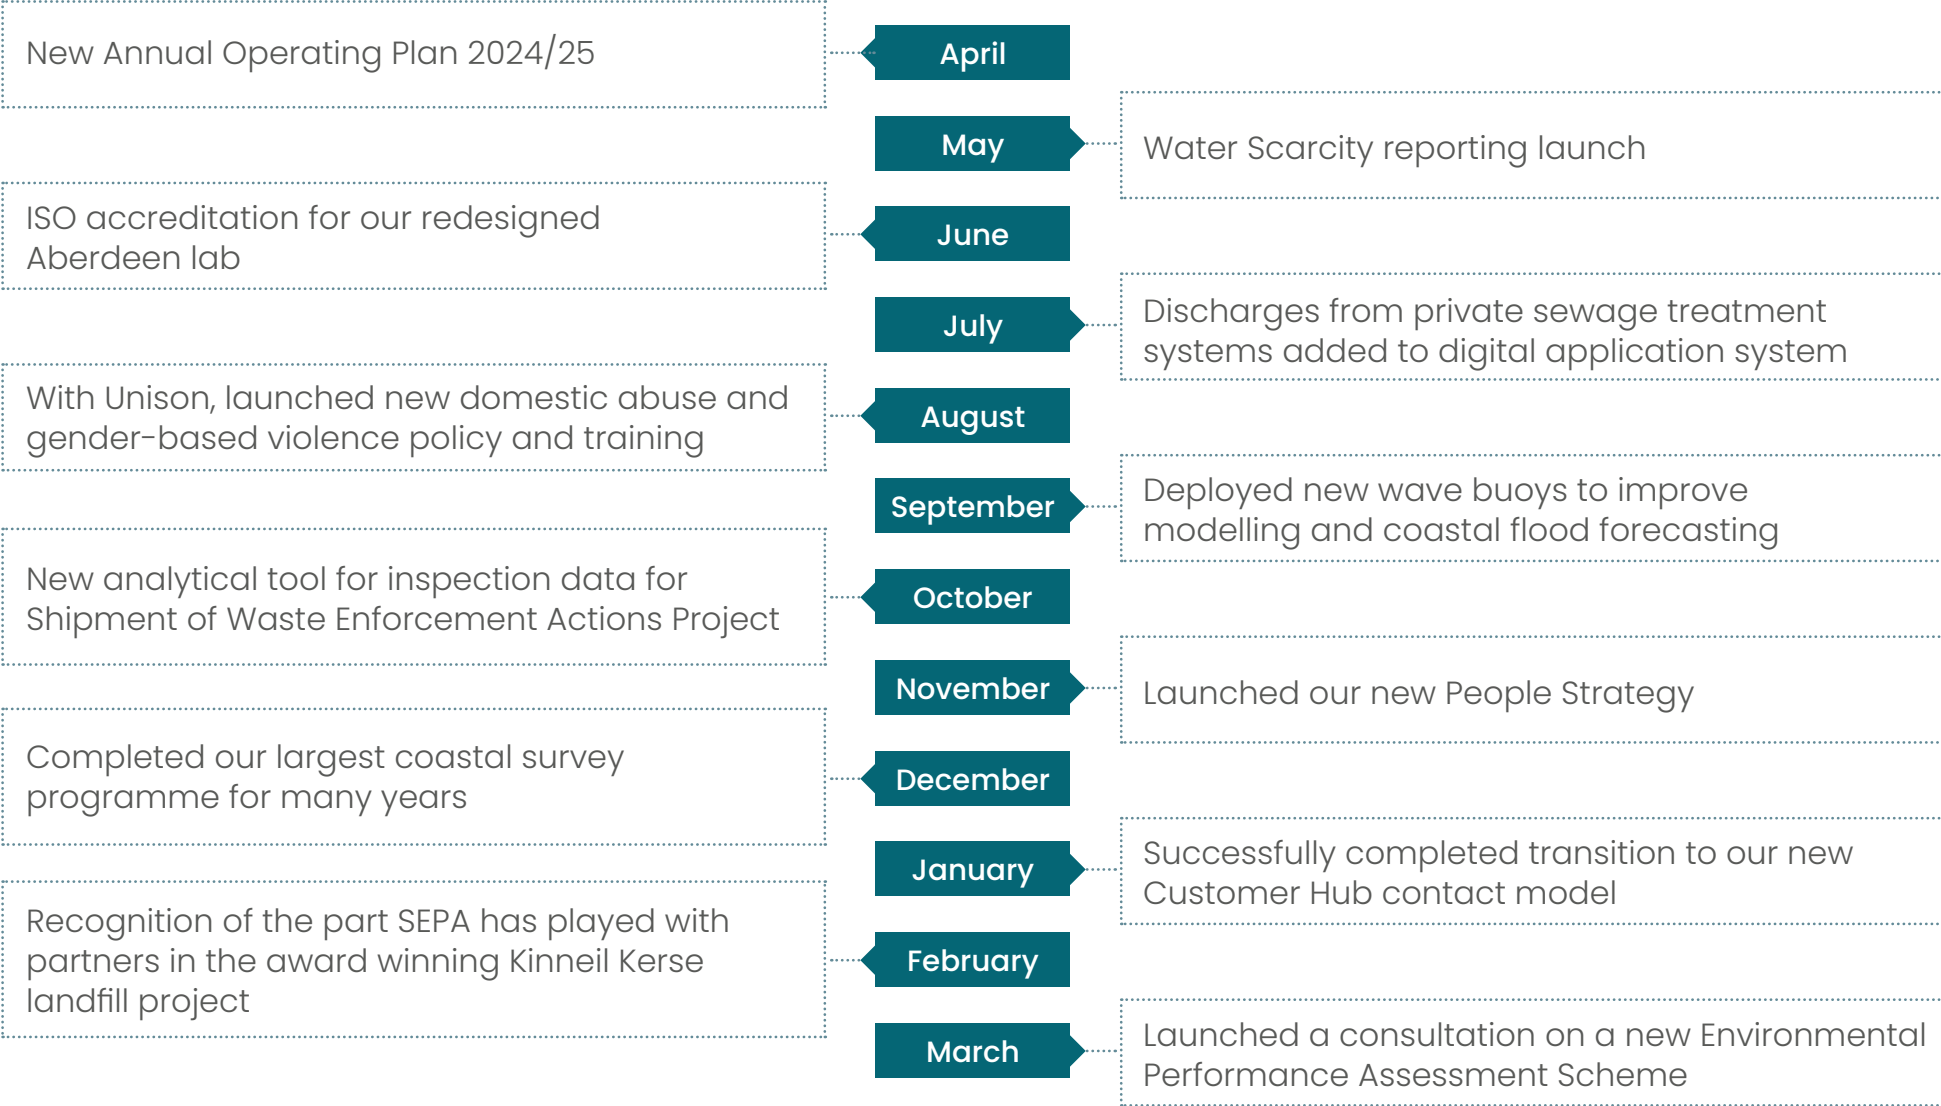 New Annual Operating Plan 2024/25
April
May
Water Scarcity reporting launch
ISO accreditation for our redesigned
Aberdeen lab
June
July
Discharges from private sewage treatment
systems added to digital application system
With Unison, launched new domestic abuse and
gender-based violence policy and training
August
September
Deployed new wave buoys to improve
modelling and coastal flood forecasting
New analytical tool for inspection data for
Shipment of Waste Enforcement Actions Project
October
November
Launched our new People Strategy
Completed our largest coastal survey
programme for many years
December
January
Successfully completed transition to our new
Customer Hub contact model
Recognition of the part SEPA has played with
partners in the award winning Kinneil Kerse
landfill project
February
March
Launched a consultation on a new Environmental
Performance Assessment Scheme